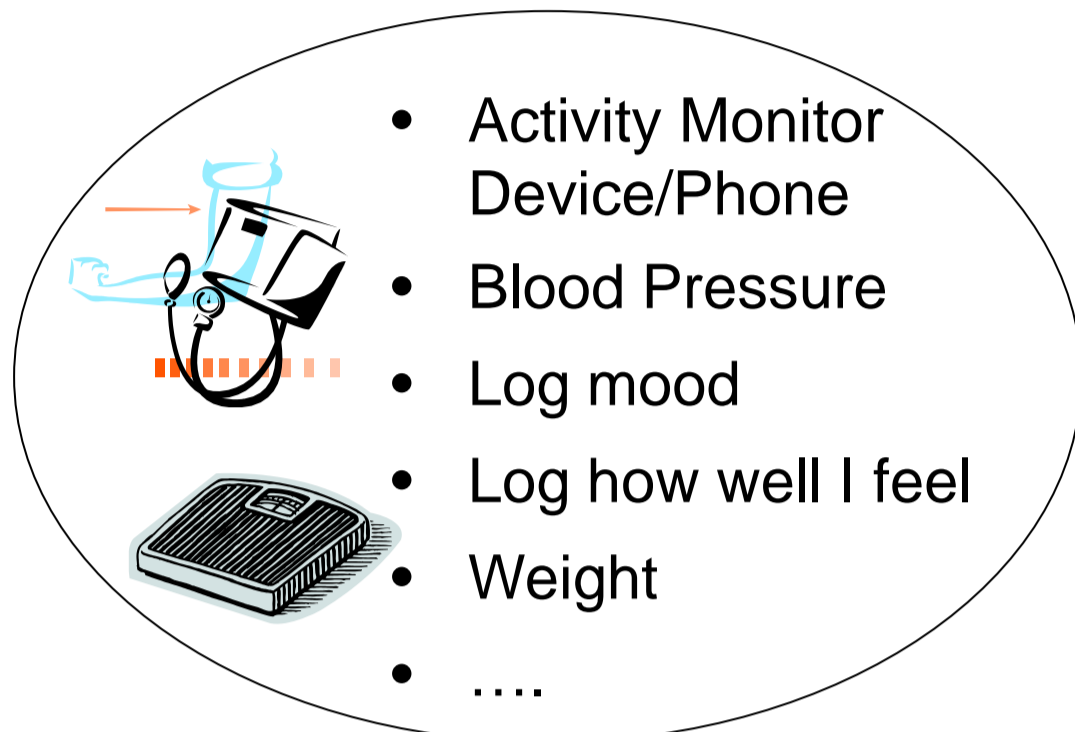 • Activity Monitor
Device/Phone
• Blood Pressure
• Log mood
• Log how well I feel
• Weight
• ....